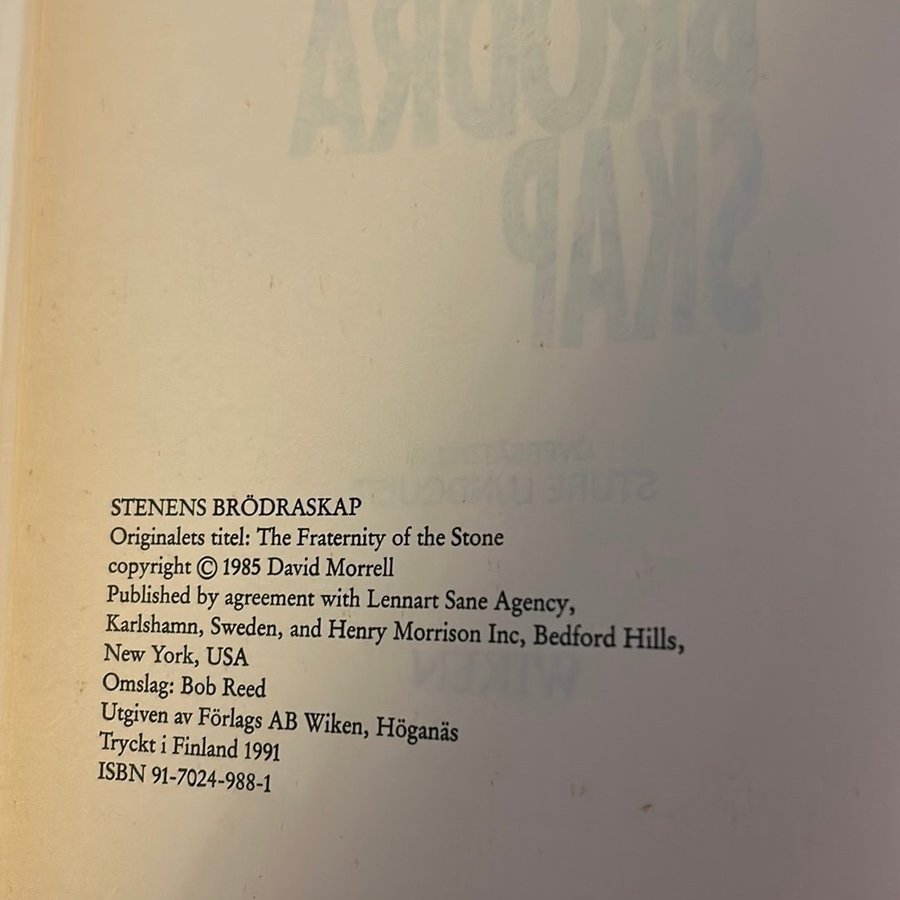 STENENS BRÖDRASKAP
Originalets titel: The Fraternity of the Stone
copyright © 1985 David Morrell
Published by agreement with Lennart Sane Agency,
Karlshamn, Sweden, and Henry Morrison Inc, Bedford Hills,
New York, USA
Omslag: Bob Reed
Utgiven av Förlags AB Wiken, Höganäs
Tryckt i Finland 1991
ISBN 91-7024-988-1